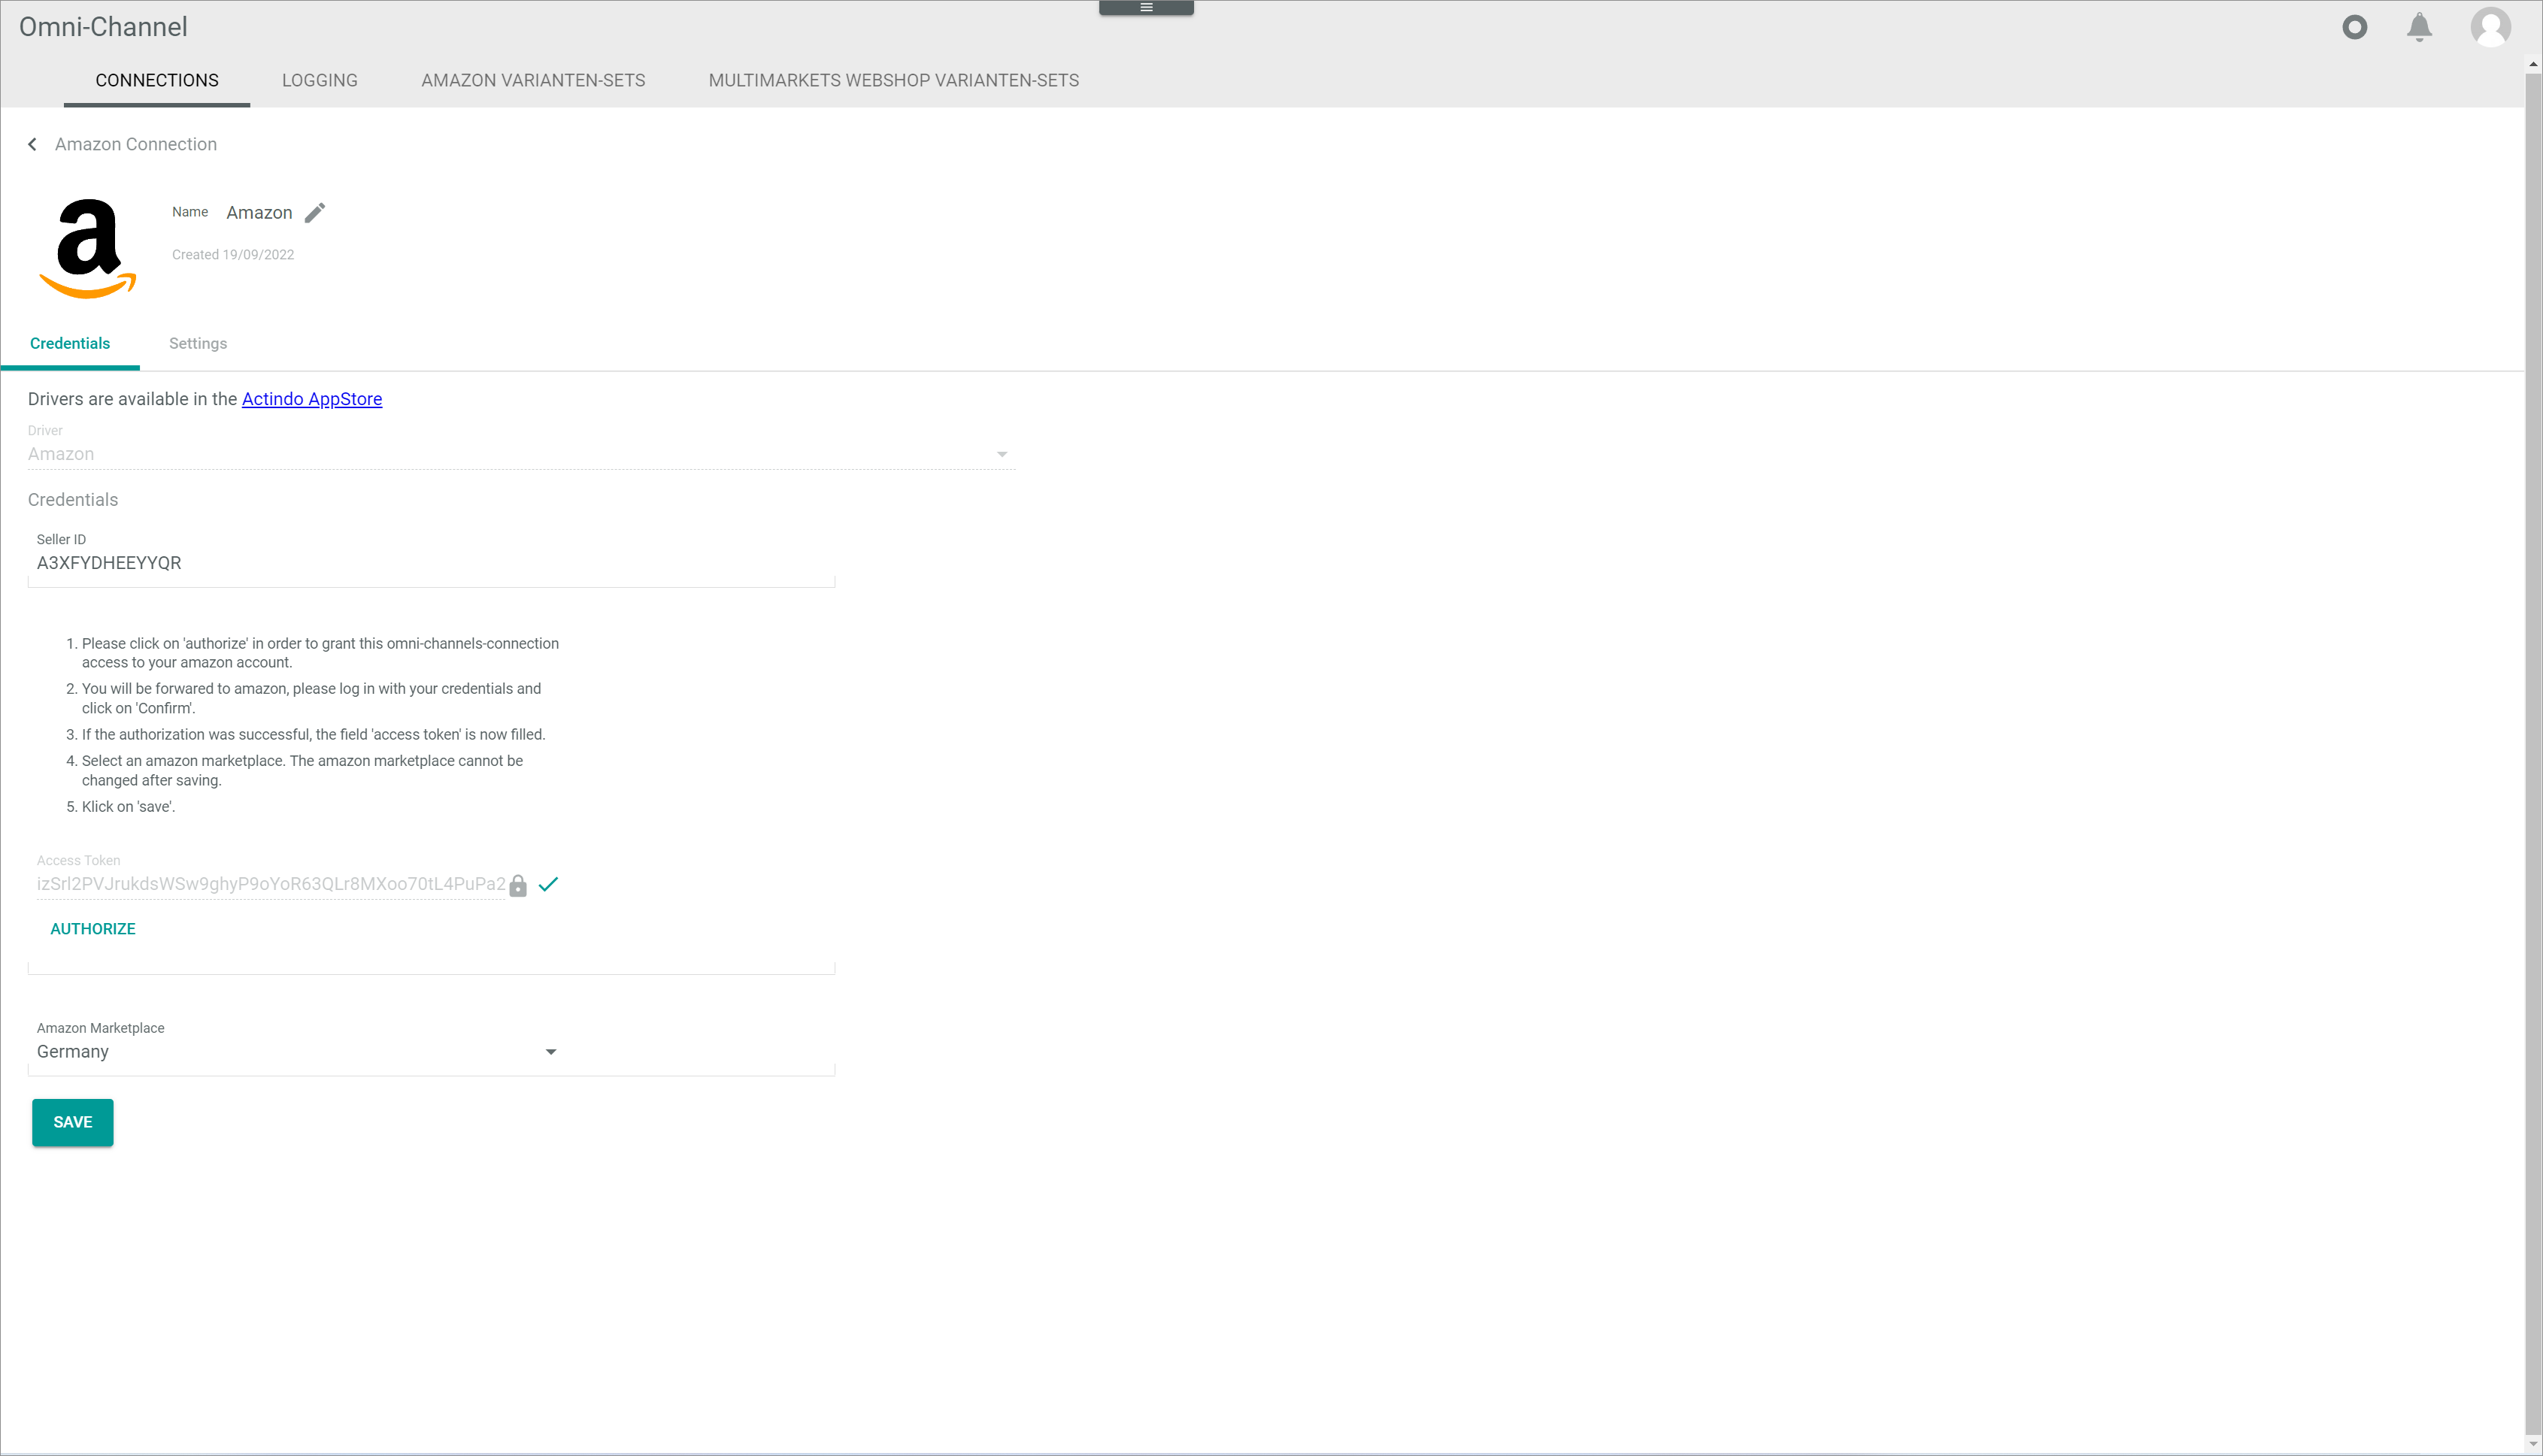 Omni-Channel
CONNECTIONS LOGGING AMAZON VARIANTEN-SETS MULTIMARKETS WEBSHOP VARIANTEN-SETS
Amazon Connection
Name Amazon
Created 19/09/2022
Credentials Settings
Drivers are available in the Actindo AppStore
Driver
Amazon
Credentials
Seller ID
A3XFYDHEEYYQR
1. Please click on 'authorize' in order to grant this omni-channels-connection
access to your amazon account.
2. You will be forwared to amazon, please log in with your credentials and
click on 'Confirm'.
3. If the authorization was successful, the field 'access token' is now filled.
4. Select an amazon marketplace. The amazon marketplace cannot be
changed after saving.
5. Klick on 'save'.
Access Token
izSrl2PVJrukdsWSw9ghyP9oYoR63QLr8MXoo70tL4PuPa2
AUTHORIZE
Amazon Marketplace
Germany
SAVE